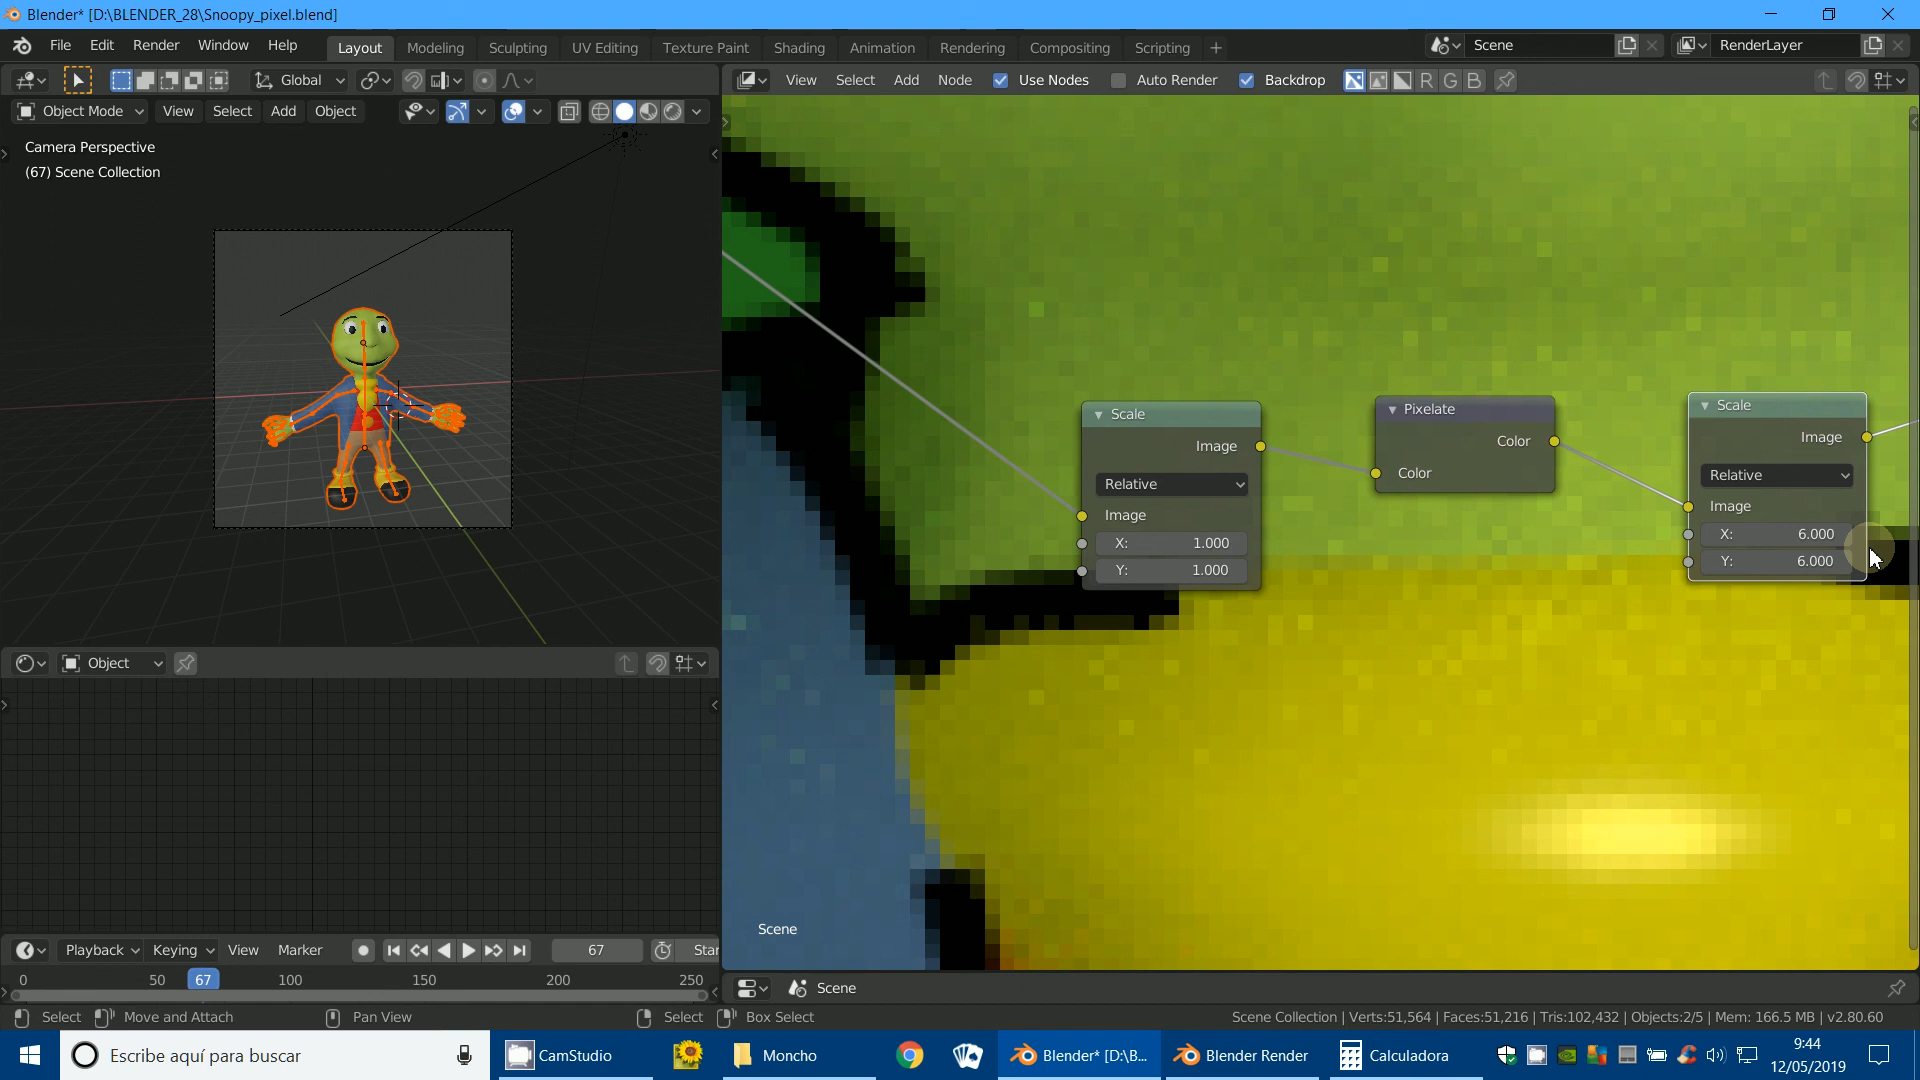 Blender* [D:\BLENDER_28\Snoopy_pixel.blend]
File Edit Render Window Help Layout Modeling Sculpting UV Editing Texture Paint Shading Animation Rendering Compositing Scripting + Scene RenderLayer
Global View Select Add Node Use Nodes Auto Render Backdrop R G B
Object Mode View Select Add Object
Camera Perspective
(67) Scene Collection
Scale
Image
Relative
Image
X: 1.000
Y: 1.000
Pixelate
Color
Color
Scale
Image
Relative
Image
X: 6.000
Y: 6.000
Object
Scene
Playback Keying View Marker 67 Star
0 50 67 100 150 200 250
Scene
Select Move and Attach Pan View Select Box Select Scene Collection | Verts:51,564 | Faces:51,216 | Tris:102,432 | Objects:2/5 | Mem: 166.5 MB | v2.80.60
Escribe aquí para buscar CamStudio Moncho Blender* [D:\B... Blender Render Calculadora
9:44
12/05/2019